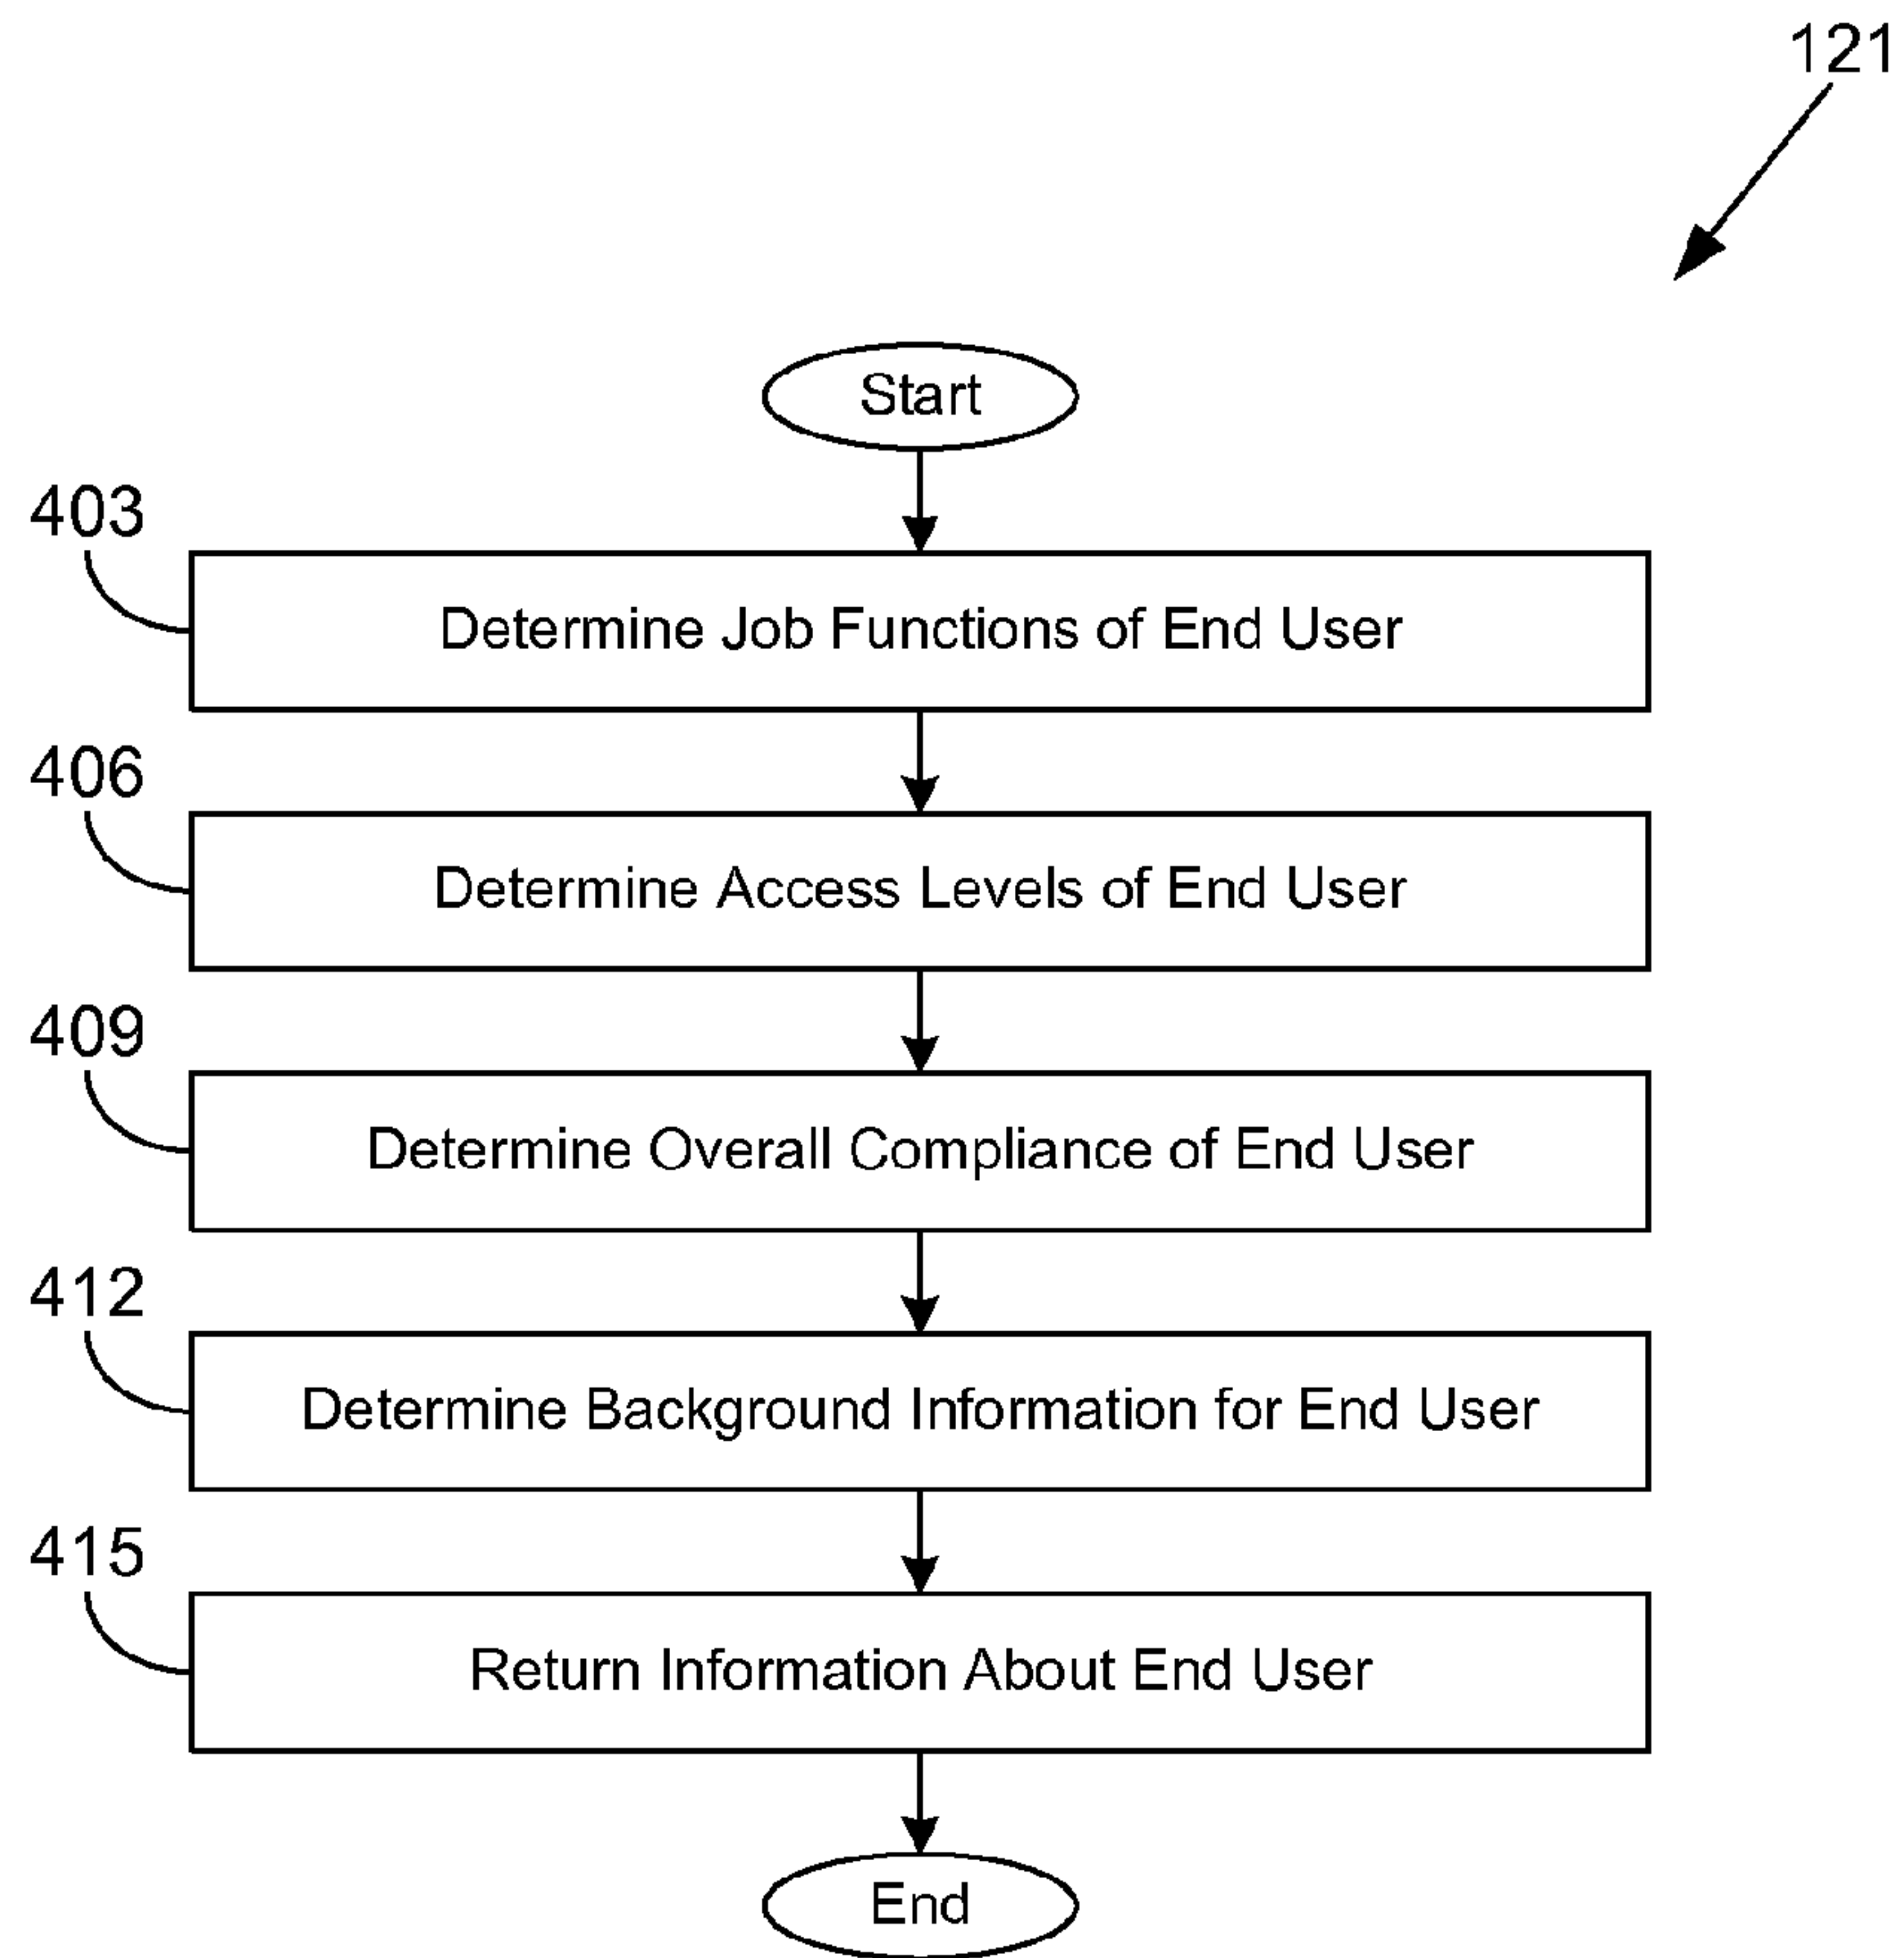 121
Start
403
Determine Job Functions of End User
406
Determine Access Levels of End User
409
Determine Overall Compliance of End User
412
Determine Background Information for End User
415
Return Information About End User
End